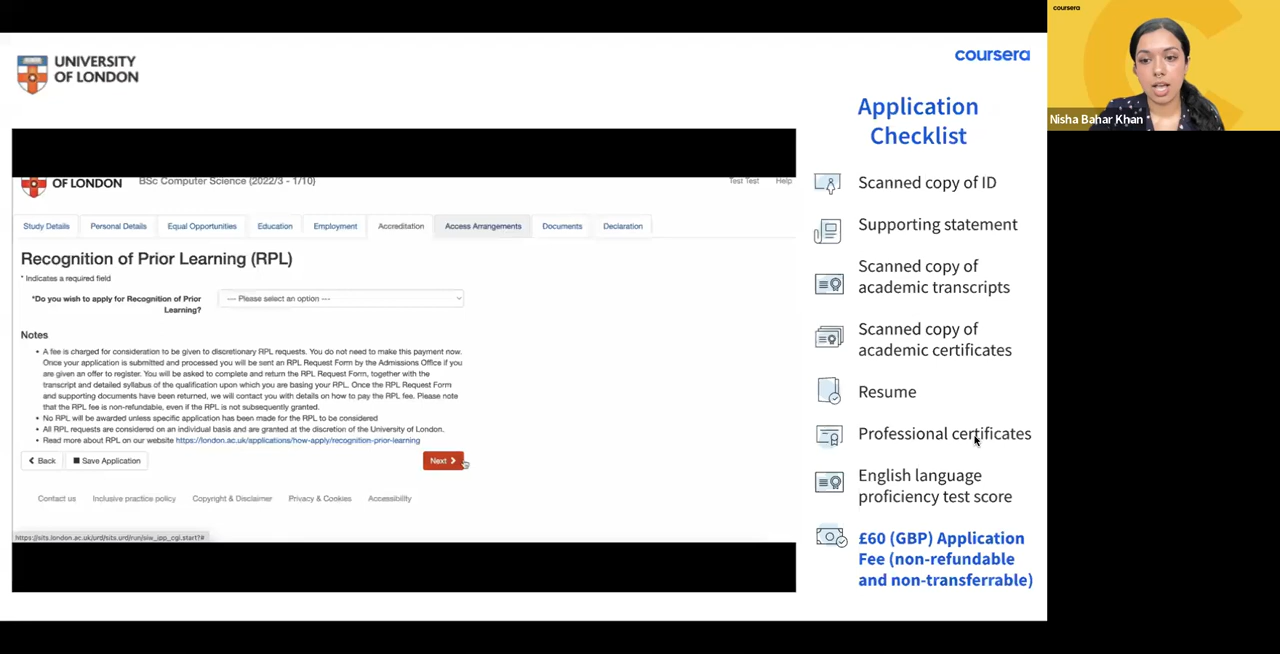 UNIVERSITY
OF LONDON
coursera
coursera
Nisha Bahar Khan
OF LONDON
BSc Computer Science (2022/3 - 1/10)
Test Test
Help
Study Details
Personal Details
Equal Opportunities
Education
Employment
Accreditation
Access Arrangements
Documents
Declaration
Recognition of Prior Learning (RPL)
* Indicates a required field
*Do you wish to apply for Recognition of Prior
Learning?
--- Please select an option ---
Notes
• A fee is charged for consideration to be given to discretionary RPL requests. You do not need to make this payment now.
Once your application is submitted and processed you will be sent an RPL Request Form by the Admissions Office if you
are given an offer to register. You will be asked to complete and return the RPL Request Form, together with the
transcript and detailed syllabus of the qualification upon which you are basing your RPL. Once the RPL Request Form
and supporting documents have been returned, we will contact you with details on how to pay the RPL fee. Please note
that the RPL fee is non-refundable, even if the RPL is not subsequently granted.
• No RPL will be awarded unless specific application has been made for the RPL to be considered
• All RPL requests are considered on an individual basis and are granted at the discretion of the University of London.
• Read more about RPL on our website https://london.ac.uk/applications/how-apply/recognition-prior-learning
Back
Save Application
Next
Contact us
Inclusive practice policy
Copyright & Disclaimer
Privacy & Cookies
Accessibility
https://sits.london.ac.uk/urd/sits.urd/run/siw_ipp_cgi.start?#
Application
Checklist
Scanned copy of ID
Supporting statement
Scanned copy of
academic transcripts
Scanned copy of
academic certificates
Resume
Professional certificates
English language
proficiency test score
£60 (GBP) Application
Fee (non-refundable
and non-transferrable)